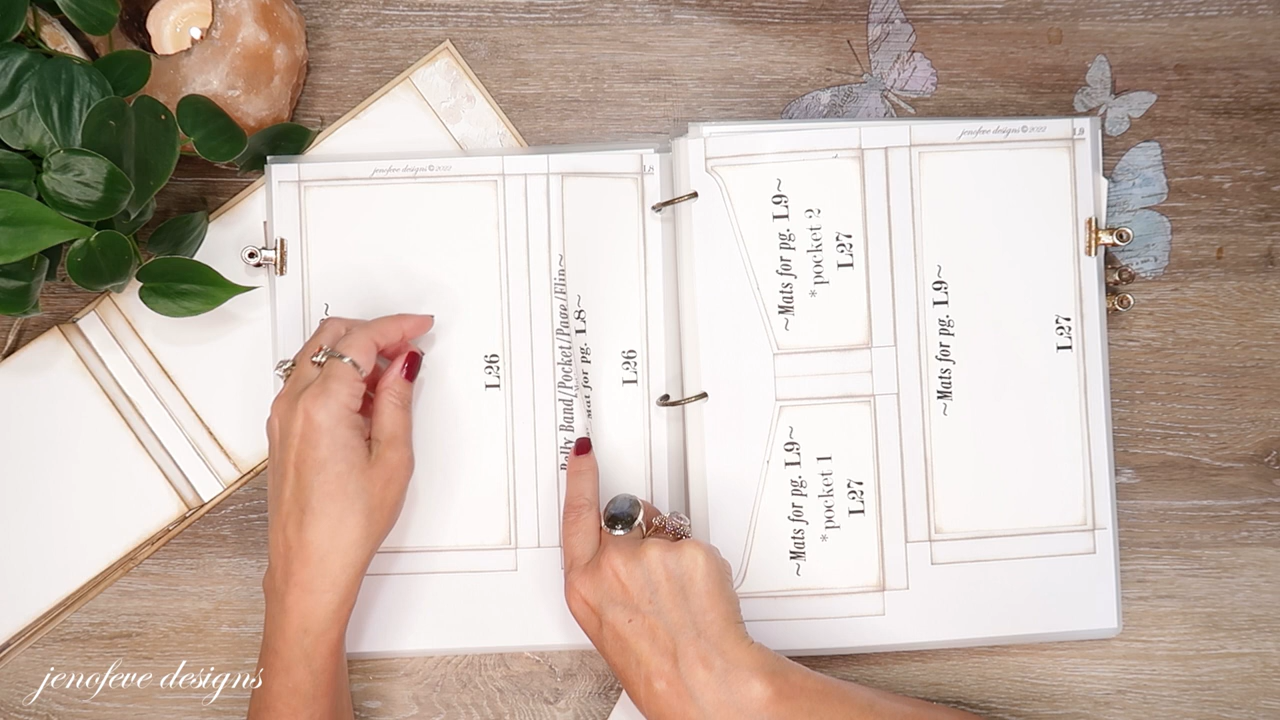 jenofeve designs©2022
L8
~
L26
Belly Band/Pocket/Page/Flip~
Mat for pg. L8~
L26
jenofeve designs©2022
L9
~Mats for pg. L9~
*pocket 2
L27
~Mats for pg. L9~
*pocket 1
L27
~Mats for pg. L9~
L27
jenofeve designs